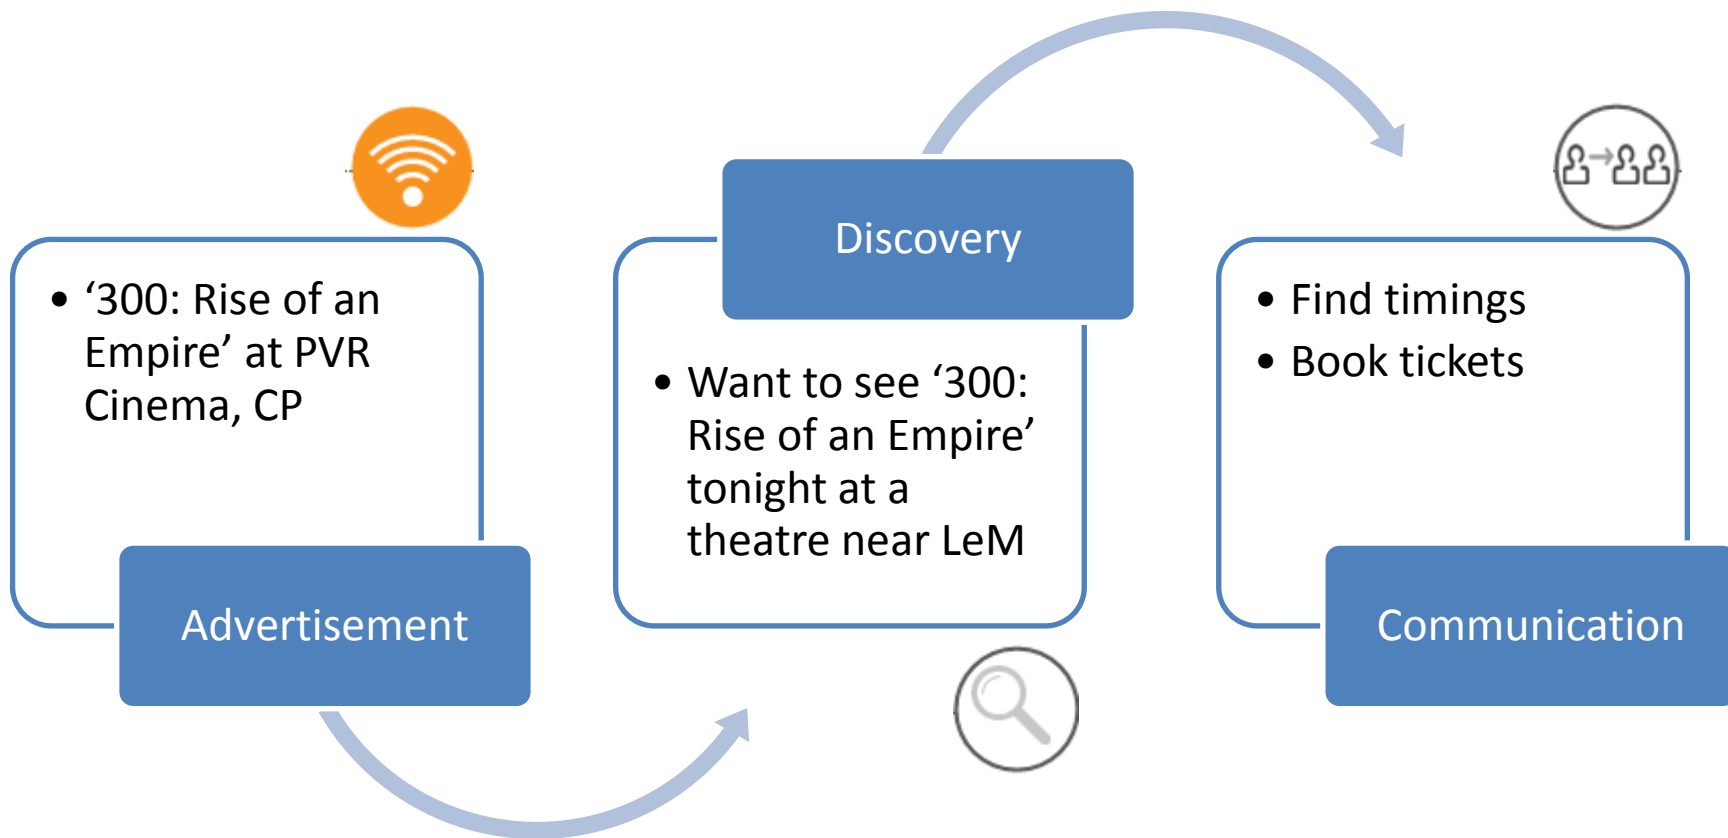 • ‘300: Rise of an
Empire’ at PVR
Cinema, CP
Advertisement
Discovery
• Want to see ‘300:
Rise of an Empire’
tonight at a
theatre near LeM
• Find timings
• Book tickets
Communication